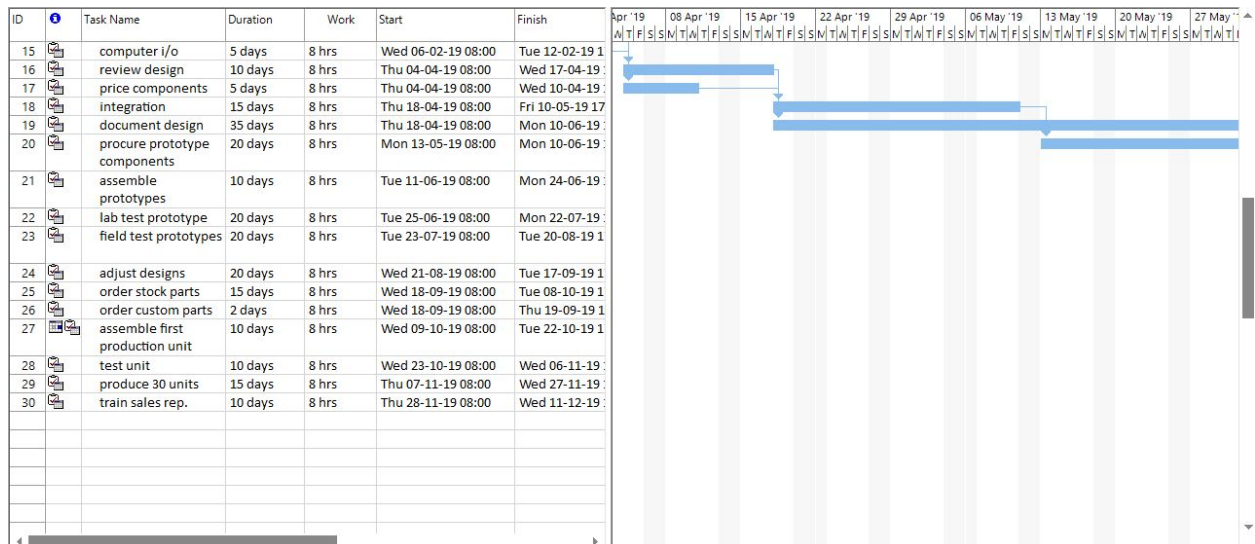 ID Task Name Duration Work Start Finish
Apr '19 08 Apr '19 15 Apr '19 22 Apr '19 29 Apr '19 06 May '19 13 May '19 20 May '19 27 May '
T F S S M T W T F S S M T W T F S S M T W T F S S M T W T F S S M T W T F S S M T W T F S S M T W T F S S M T W T F S S M T W T
15 computer i/o 5 days 8 hrs Wed 06-02-19 08:00 Tue 12-02-19 1
16 review design 10 days 8 hrs Thu 04-04-19 08:00 Wed 17-04-19
17 price components 5 days 8 hrs Thu 04-04-19 08:00 Wed 10-04-19
18 integration 15 days 8 hrs Thu 18-04-19 08:00 Fri 10-05-19 17
19 document design 35 days 8 hrs Thu 18-04-19 08:00 Mon 10-06-19
20 procure prototype 20 days 8 hrs Mon 13-05-19 08:00 Mon 10-06-19
components
21 assemble 10 days 8 hrs Tue 11-06-19 08:00 Mon 24-06-19
prototypes
22 lab test prototype 20 days 8 hrs Tue 25-06-19 08:00 Mon 22-07-19
23 field test prototypes 20 days 8 hrs Tue 23-07-19 08:00 Tue 20-08-19 1
24 adjust designs 20 days 8 hrs Wed 21-08-19 08:00 Tue 17-09-19 1
25 order stock parts 15 days 8 hrs Wed 18-09-19 08:00 Tue 08-10-19 1
26 order custom parts 2 days 8 hrs Wed 18-09-19 08:00 Thu 19-09-19 1
27 assemble first 10 days 8 hrs Wed 09-10-19 08:00 Tue 22-10-19 1
production unit
28 test unit 10 days 8 hrs Wed 23-10-19 08:00 Wed 06-11-19
29 produce 30 units 15 days 8 hrs Thu 07-11-19 08:00 Wed 27-11-19
30 train sales rep. 10 days 8 hrs Thu 28-11-19 08:00 Wed 11-12-19